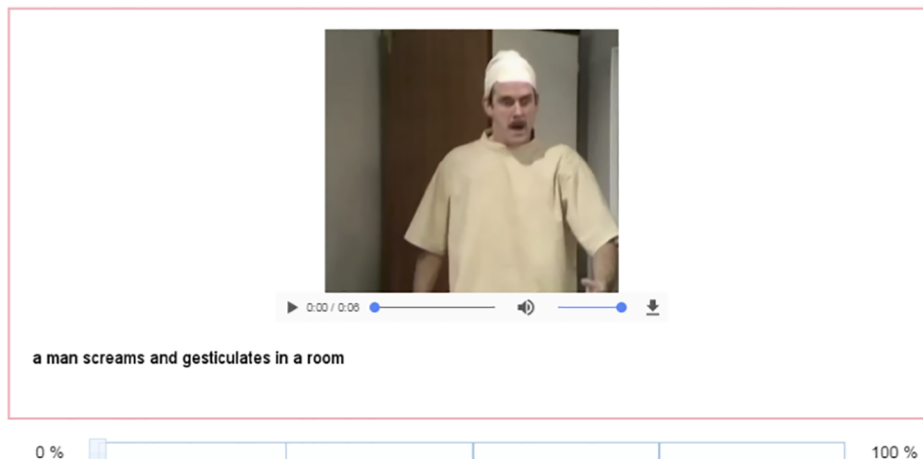 0:00 / 0:06
a man screams and gesticulates in a room
0 %
100 %